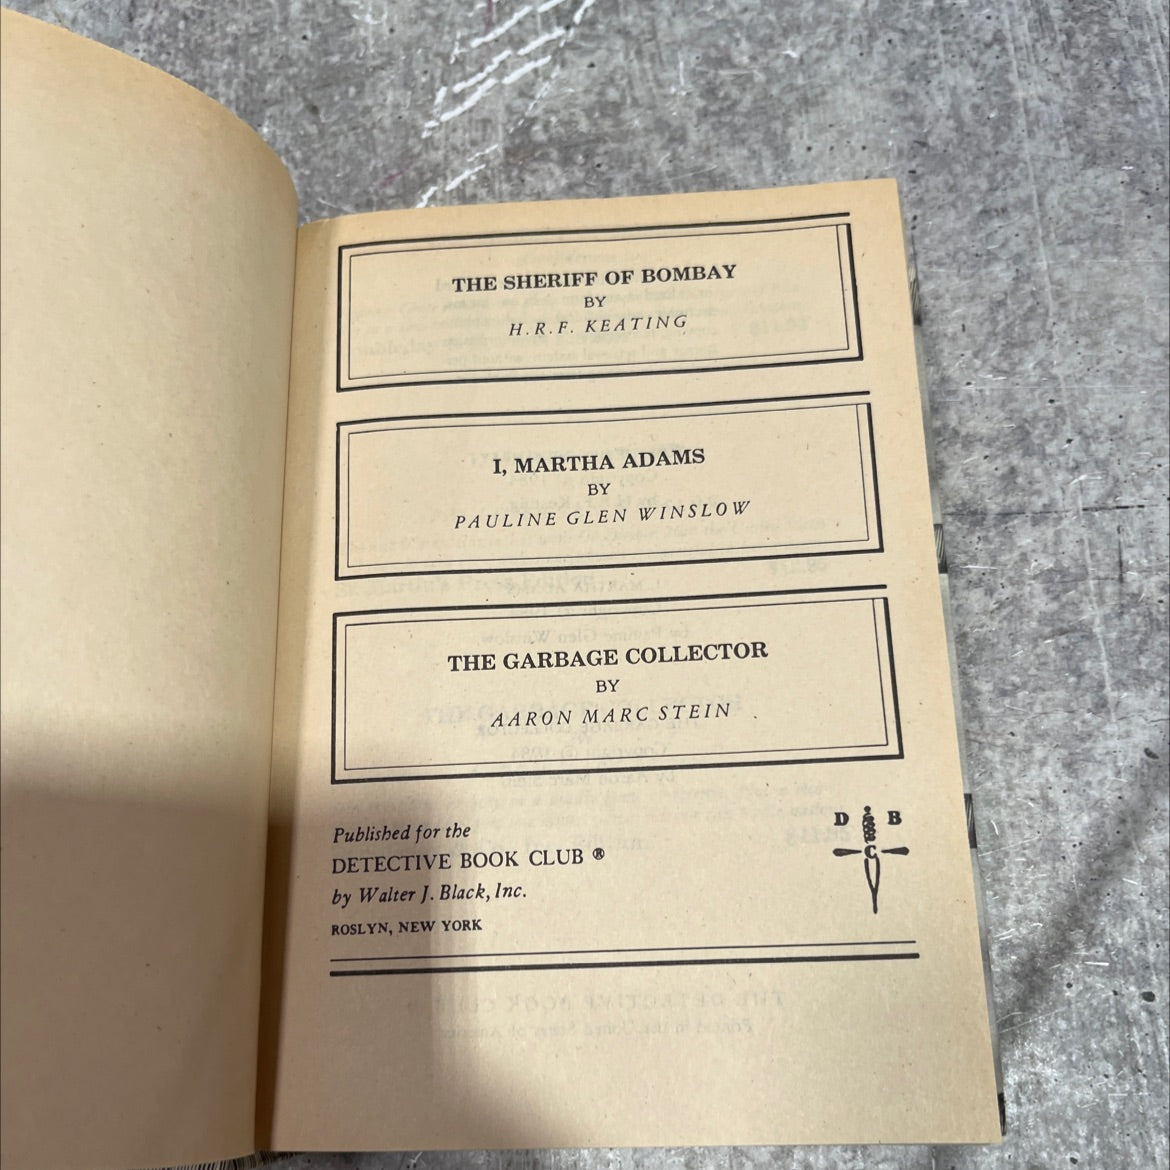 THE SHERIFF OF BOMBAY
BY
H.R.F. KEATING
I, MARTHA ADAMS
BY
PAULINE GLEN WINSLOW
THE GARBAGE COLLECTOR
BY
AARON MARC STEIN
Published for the
DETECTIVE BOOK CLUB ®
by Walter J. Black, Inc.
ROSLYN, NEW YORK
D B
C